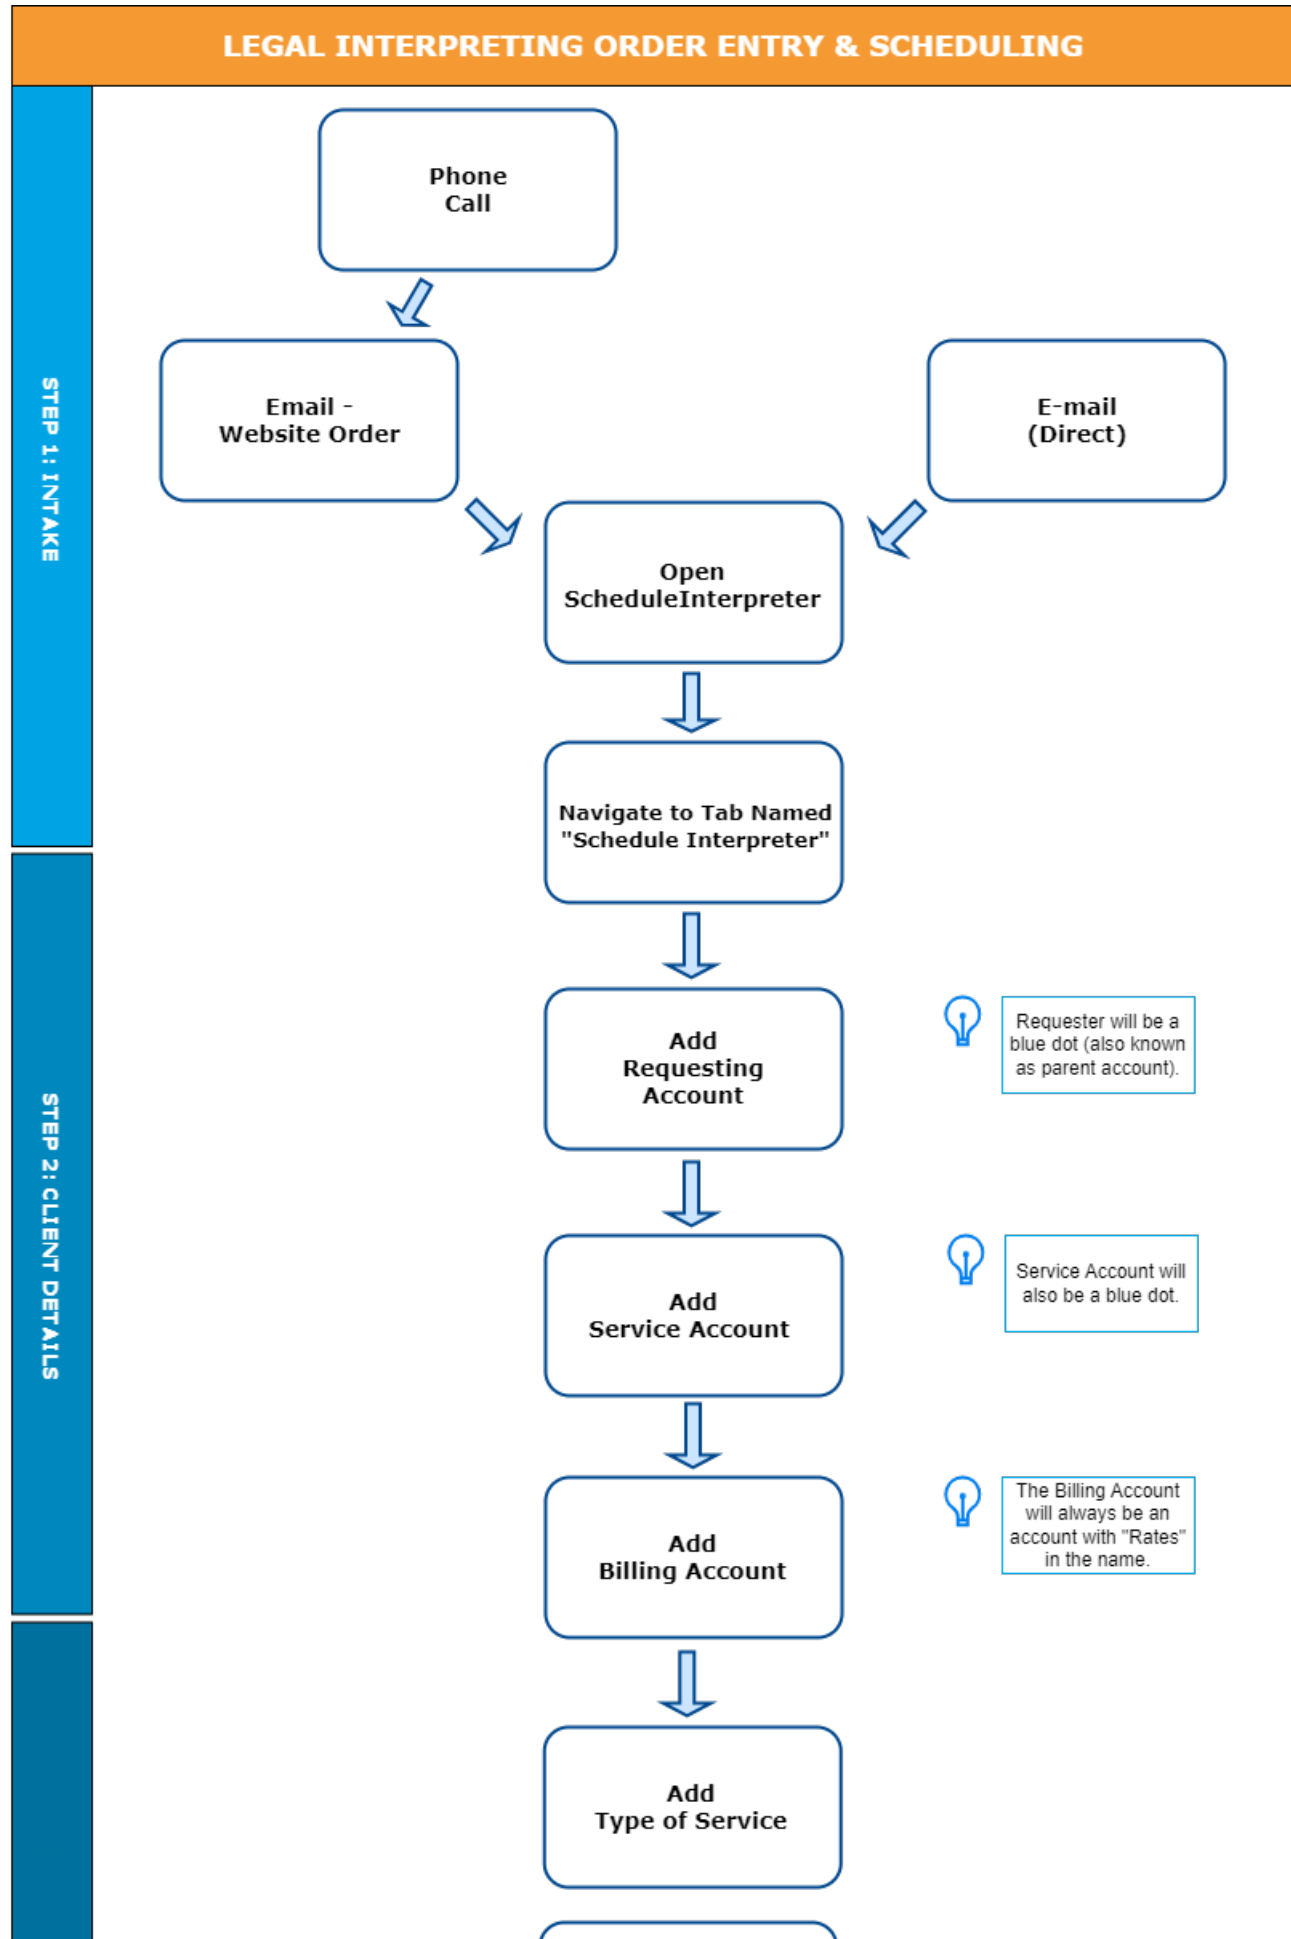 LEGAL INTERPRETING ORDER ENTRY & SCHEDULING
STEP 1: INTAKE
Phone
Call
Email -
Website Order
E-mail
(Direct)
Open
ScheduleInterpreter
Navigate to Tab Named
"Schedule Interpreter"
STEP 2: CLIENT DETAILS
Add
Requesting
Account
Requester will be a
blue dot (also known
as parent account).
Add
Service Account
Service Account will
also be a blue dot.
Add
Billing Account
The Billing Account
will always be an
account with "Rates"
in the name.
Add
Type of Service